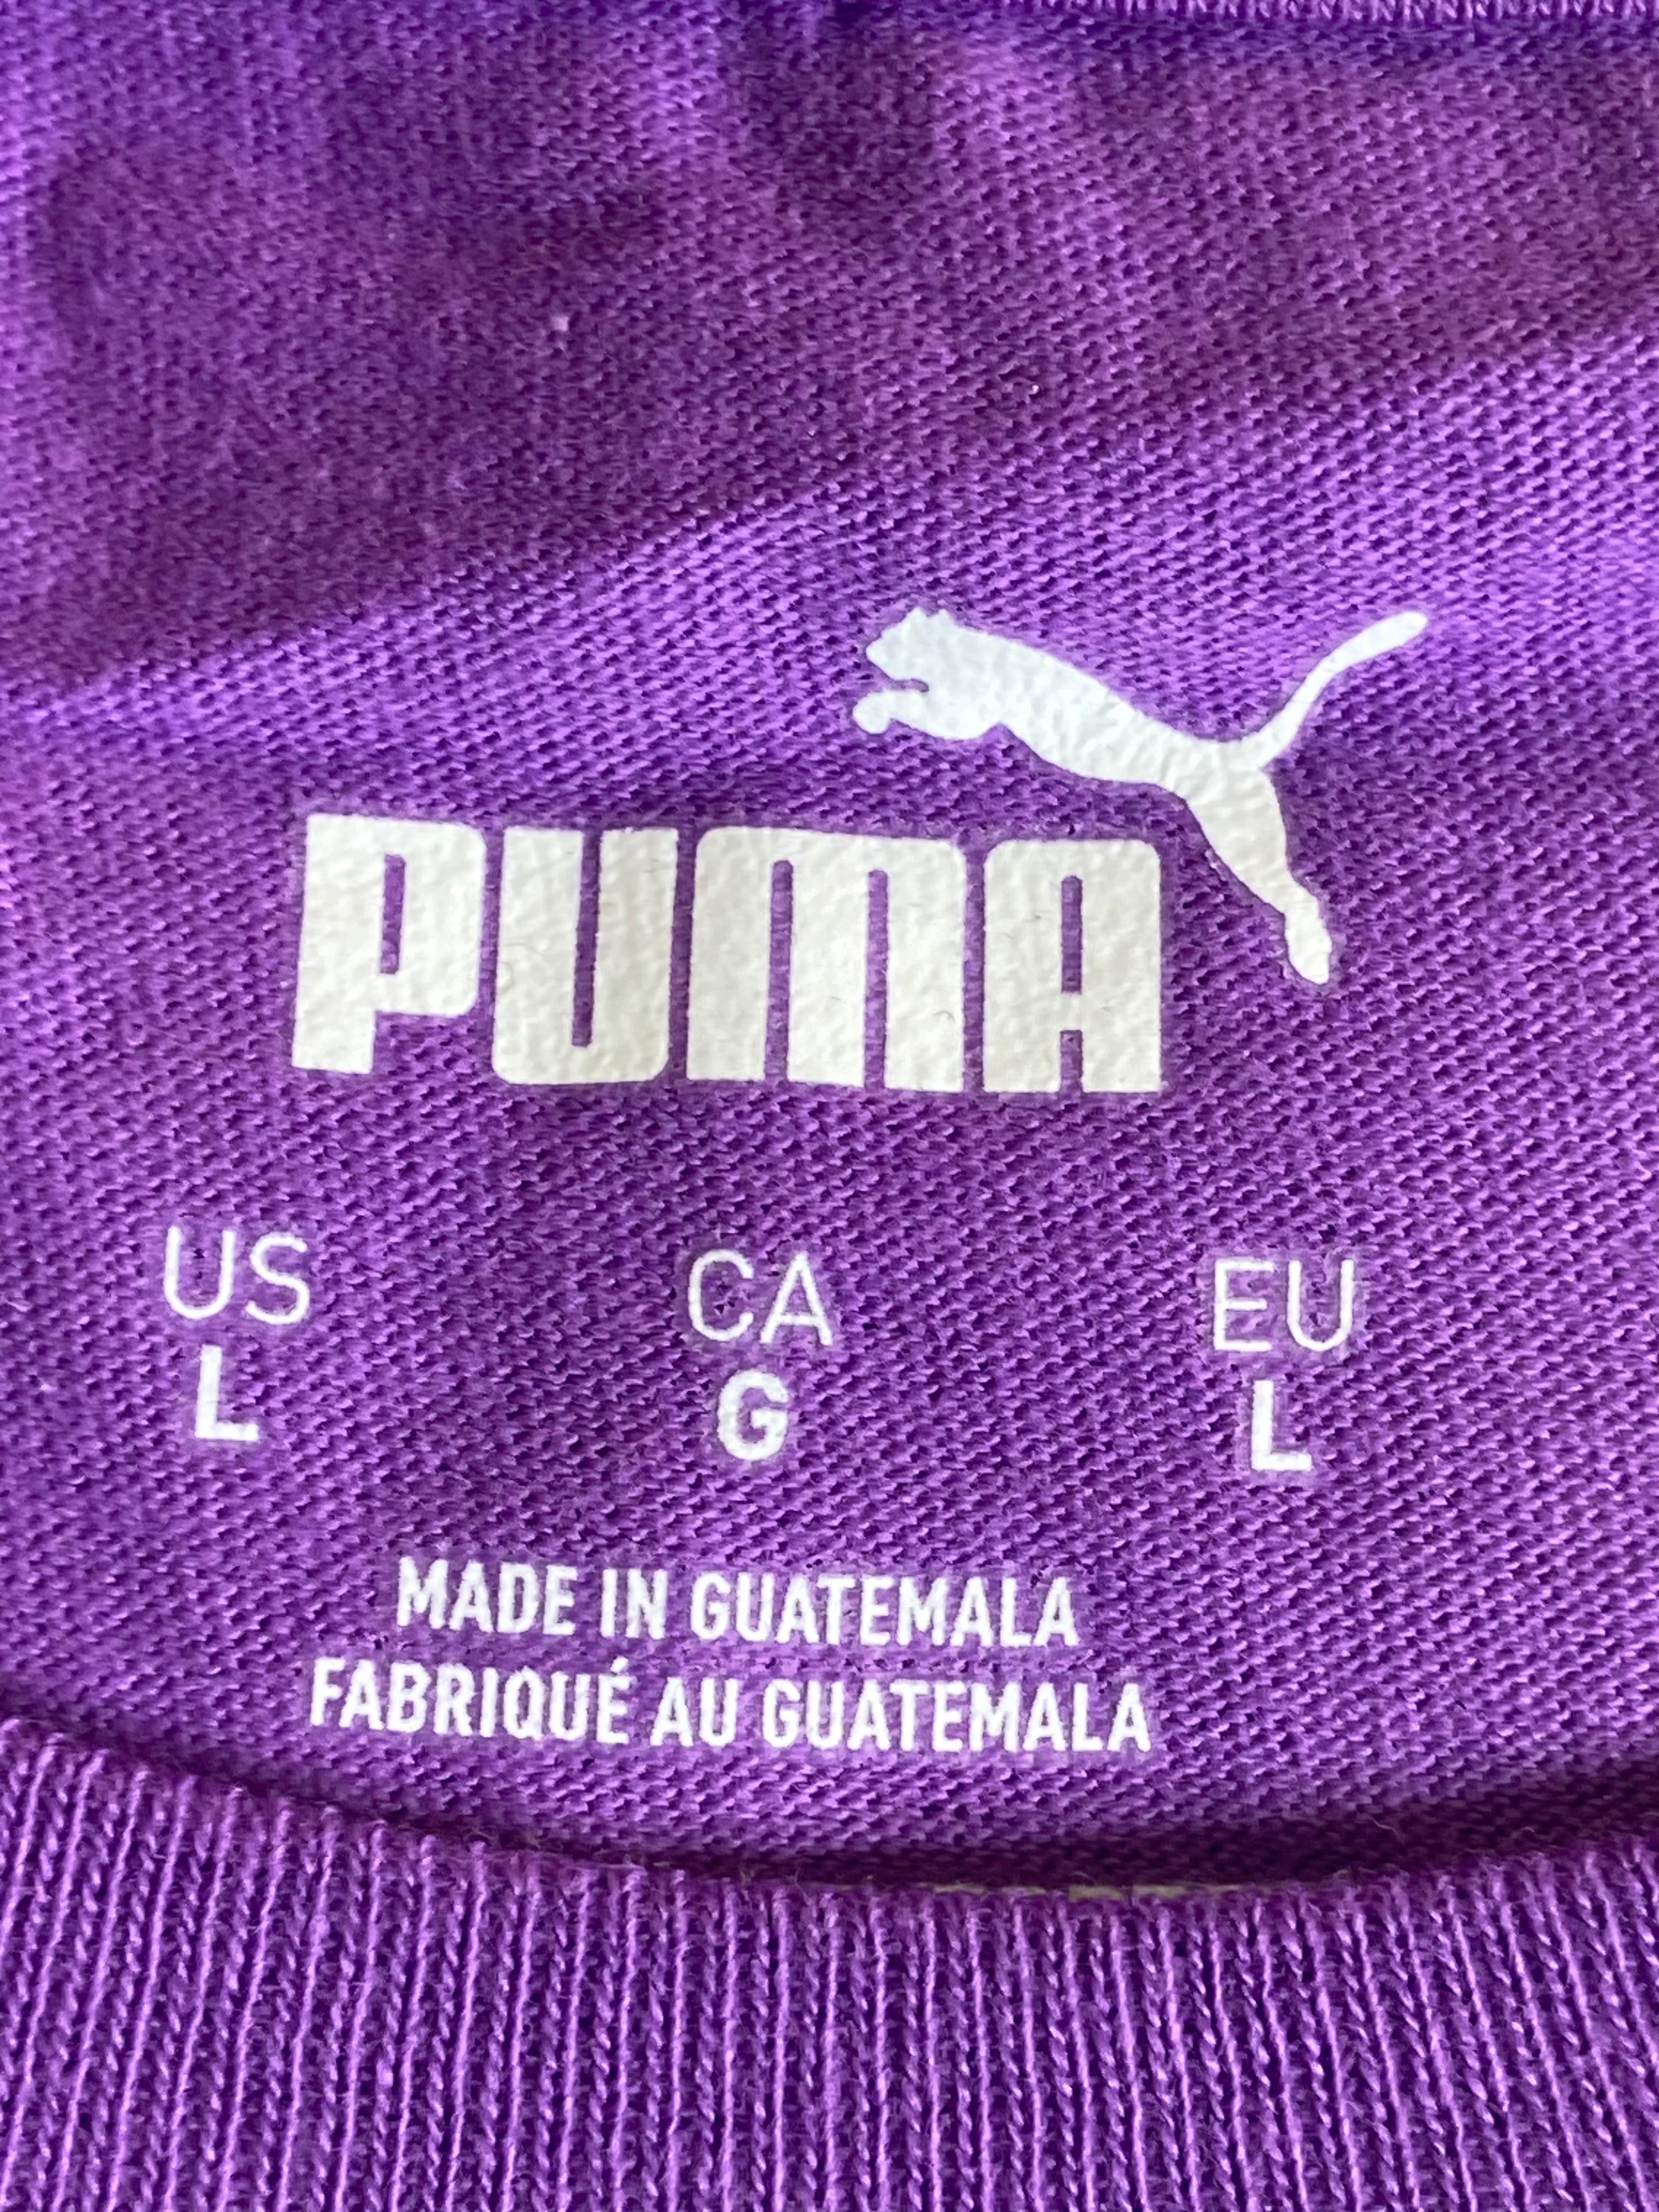 PUMA
US CA EU
L G L
MADE IN GUATEMALA
FABRIQUÉ AU GUATEMALA